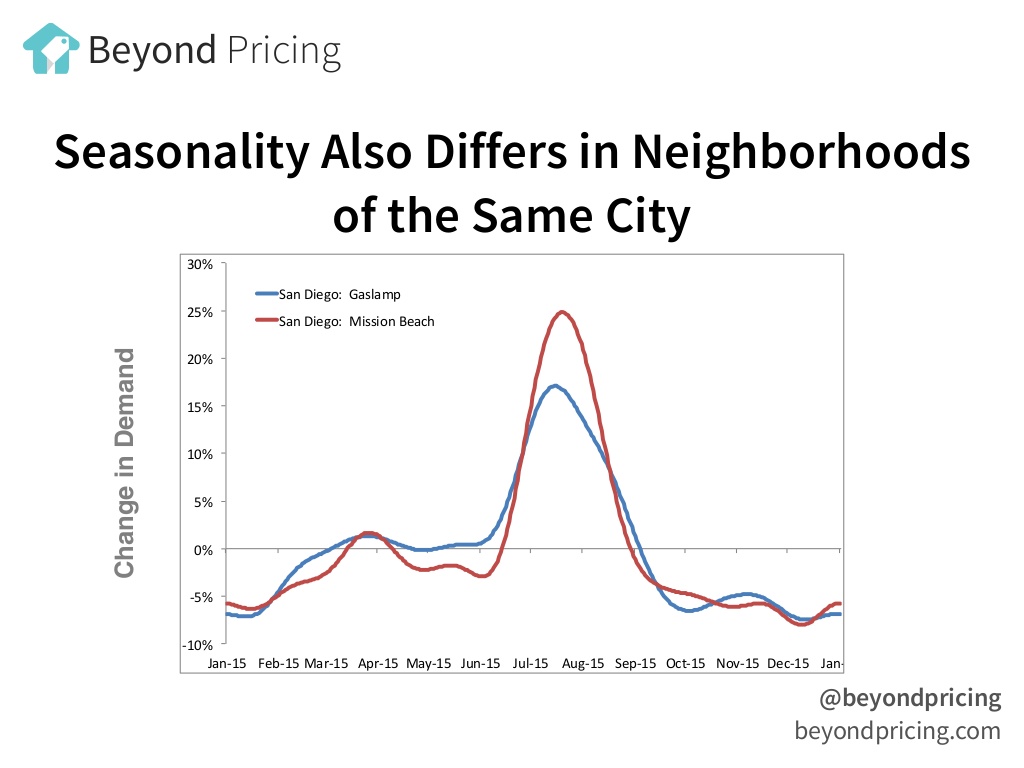 Beyond Pricing
Seasonality Also Differs in Neighborhoods
of the Same City
30%
San Diego:  Gaslamp
25%
San Diego:  Mission Beach
20%
Change in Demand
15%
10%
5%
0%
-5%
-10%
Jan-15 Feb-15 Mar-15 Apr-15 May-15 Jun-15 Jul-15 Aug-15 Sep-15 Oct-15 Nov-15 Dec-15 Jan-
@beyondpricing
beyondpricing.com